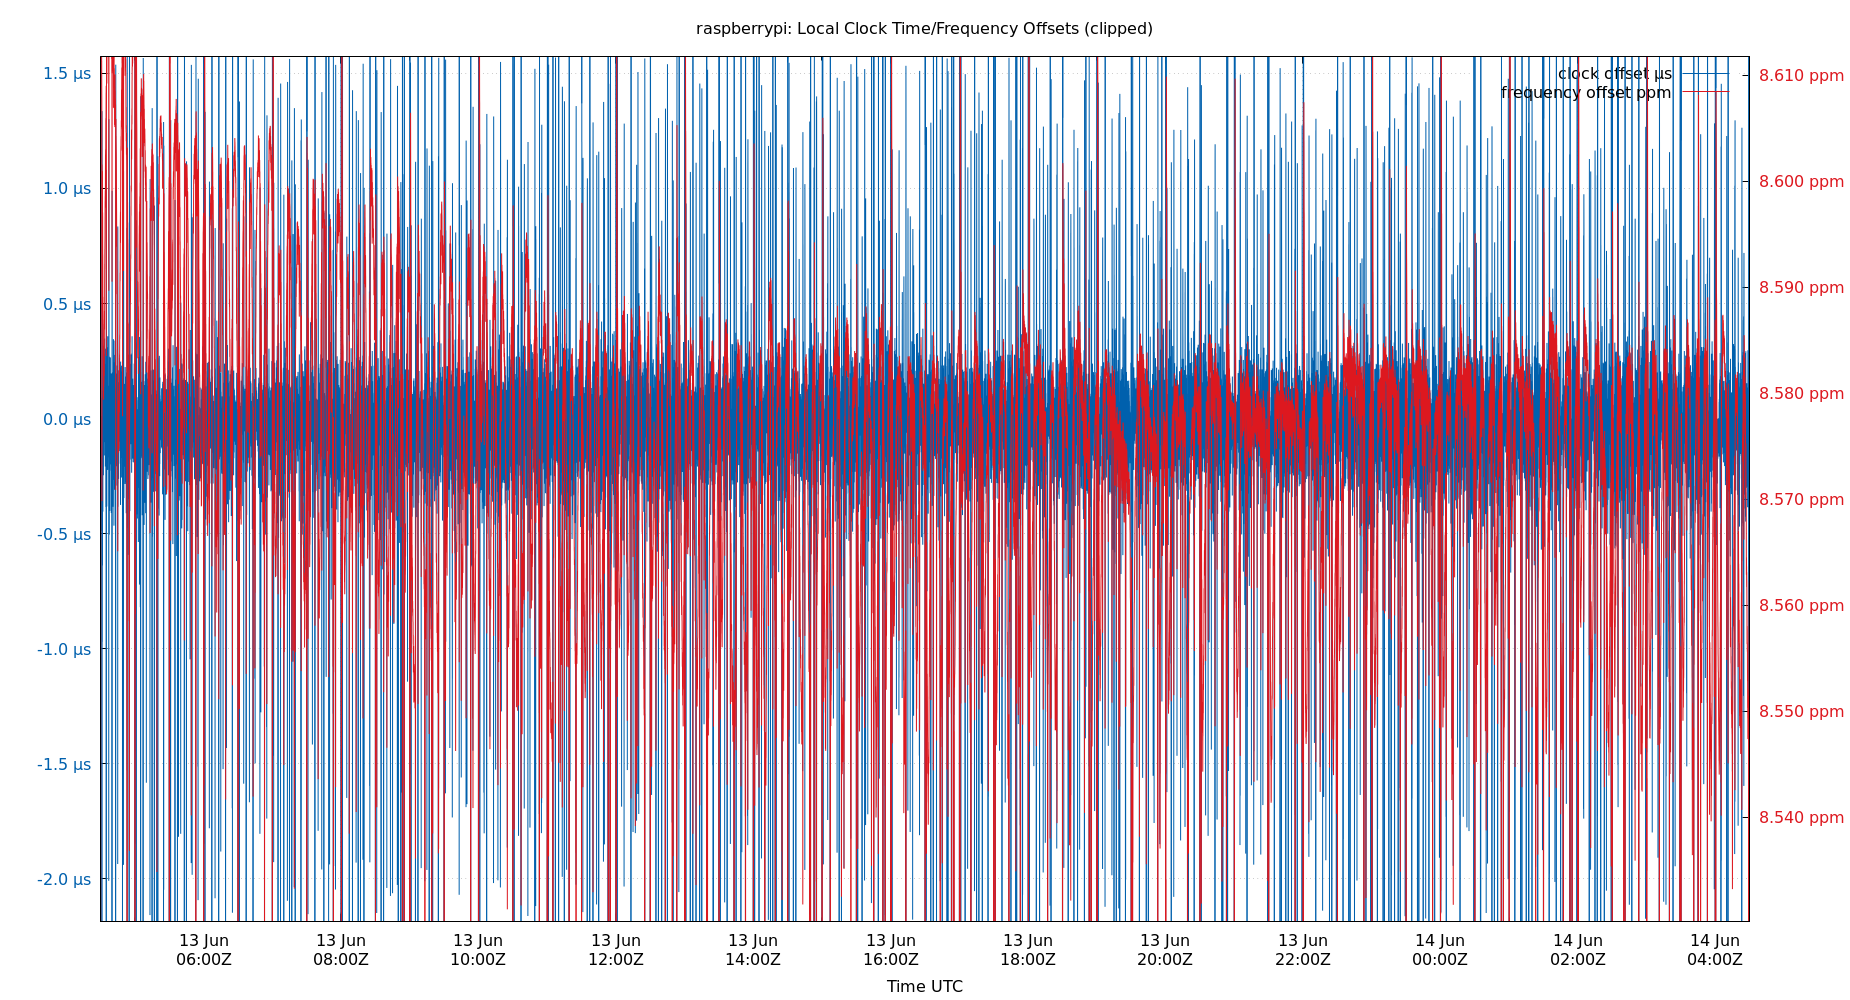 raspberrypi: Local Clock Time/Frequency Offsets (clipped)
clock offset µs
frequency offset ppm
1.5 µs
1.0 µs
0.5 µs
0.0 µs
-0.5 µs
-1.0 µs
-1.5 µs
-2.0 µs
8.610 ppm
8.600 ppm
8.590 ppm
8.580 ppm
8.570 ppm
8.560 ppm
8.550 ppm
8.540 ppm
13 Jun 13 Jun 13 Jun 13 Jun 13 Jun 13 Jun 13 Jun 13 Jun 13 Jun 14 Jun 14 Jun 14 Jun
06:00Z 08:00Z 10:00Z 12:00Z 14:00Z 16:00Z 18:00Z 20:00Z 22:00Z 00:00Z 02:00Z 04:00Z
Time UTC